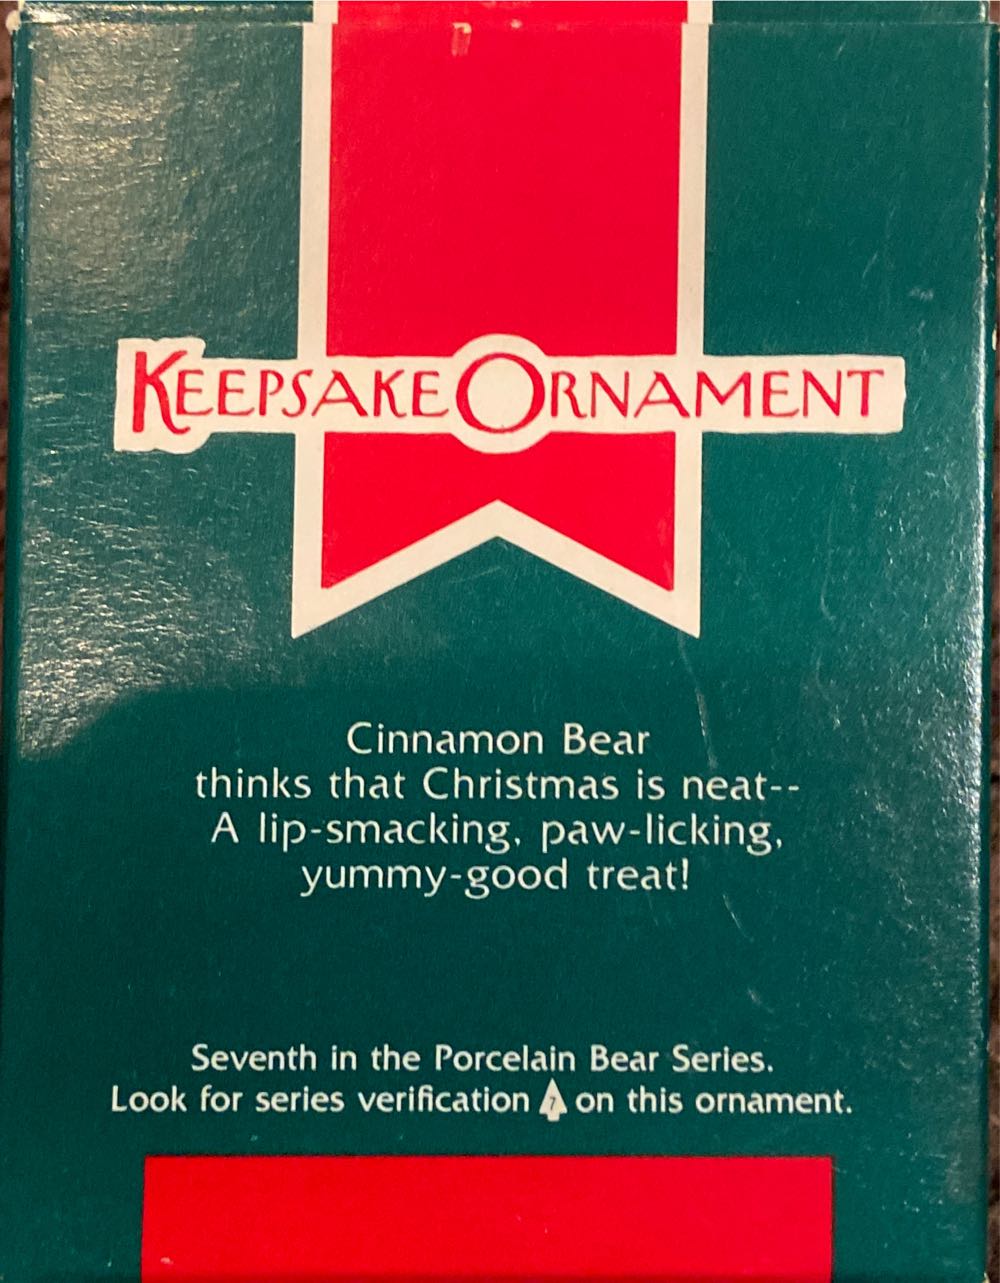 KEEPSAKE ORNAMENT
Cinnamon Bear
thinks that Christmas is neat--
A lip-smacking, paw-licking,
yummy-good treat!
Seventh in the Porcelain Bear Series.
Look for series verification 7 on this ornament.